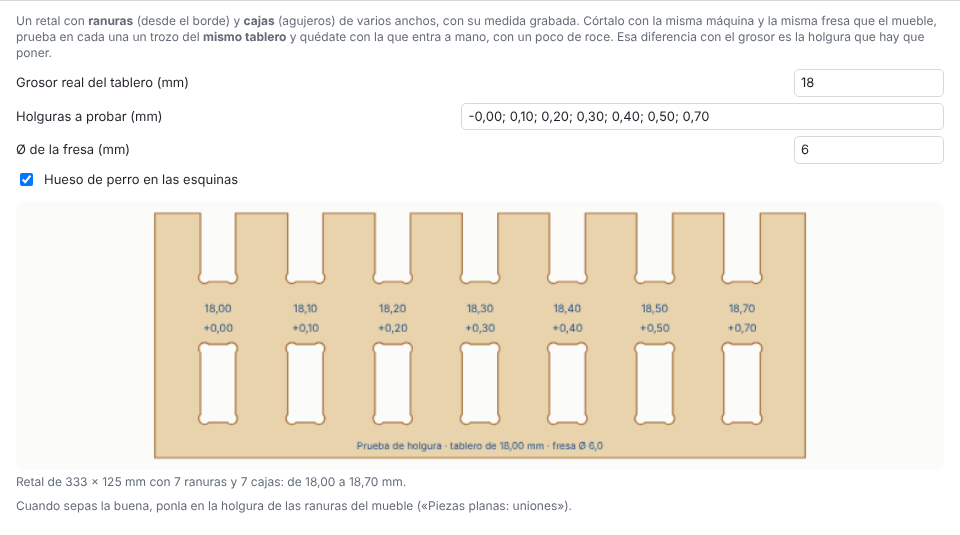 Un retal con ranuras (desde el borde) y cajas (agujeros) de varios anchos, con su medida grabada. Córtalo con la misma máquina y la misma fresa que el mueble,
prueba en cada una un trozo del mismo tablero y quédate con la que entra a mano, con un poco de roce. Esa diferencia con el grosor es la holgura que hay que
poner.
Grosor real del tablero (mm) 18
Holguras a probar (mm) -0,00; 0,10; 0,20; 0,30; 0,40; 0,50; 0,70
Ø de la fresa (mm) 6
Hueso de perro en las esquinas
18,00 18,10 18,20 18,30 18,40 18,50 18,70
+0,00 +0,10 +0,20 +0,30 +0,40 +0,50 +0,70
Prueba de holgura · tablero de 18,00 mm · fresa Ø 6,0
Retal de 333 × 125 mm con 7 ranuras y 7 cajas: de 18,00 a 18,70 mm.
Cuando sepas la buena, ponla en la holgura de las ranuras del mueble («Piezas planas: uniones»).